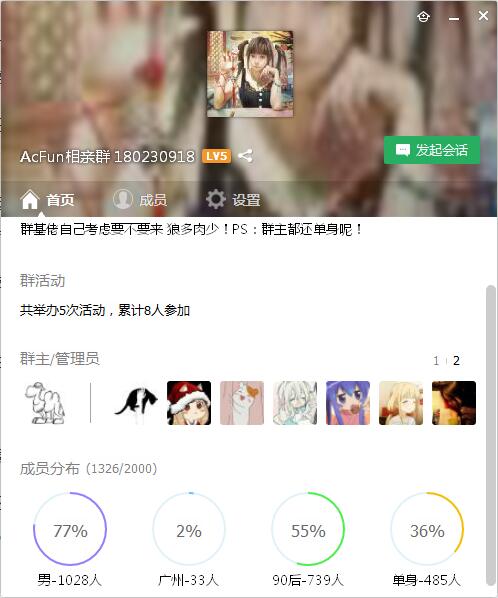 AcFun相亲群 180230918 LV5
发起会话
首页 成员 设置
群基佬自己考虑要不要来 狼多肉少！PS：群主都还单身呢！
群活动
共举办5次活动，累计8人参加
群主/管理员 1 2
成员分布 (1326/2000)
77% 2% 55% 36%
男-1028人 广州-33人 90后-739人 单身-485人